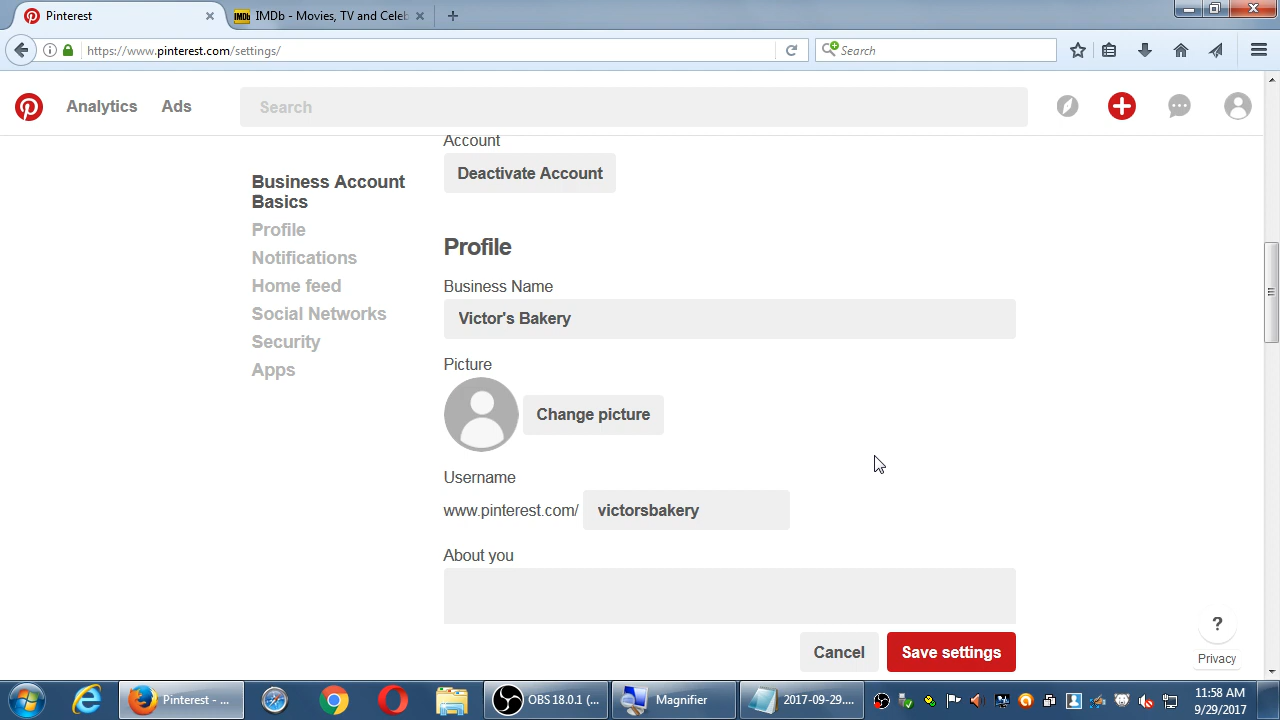 Pinterest
IMDb
IMDb - Movies, TV and Celeb
https://www.pinterest.com/settings/
Search
Analytics
Ads
Search
Account
Deactivate Account
Business Account
Basics
Profile
Notifications
Home feed
Social Networks
Security
Apps
Profile
Business Name
Victor's Bakery
Picture
Change picture
Username
www.pinterest.com/
victorsbakery
About you
Cancel
Save settings
?
Privacy
Pinterest - ...
OBS 18.0.1 (...
Magnifier
2017-09-29....
11:58 AM
9/29/2017